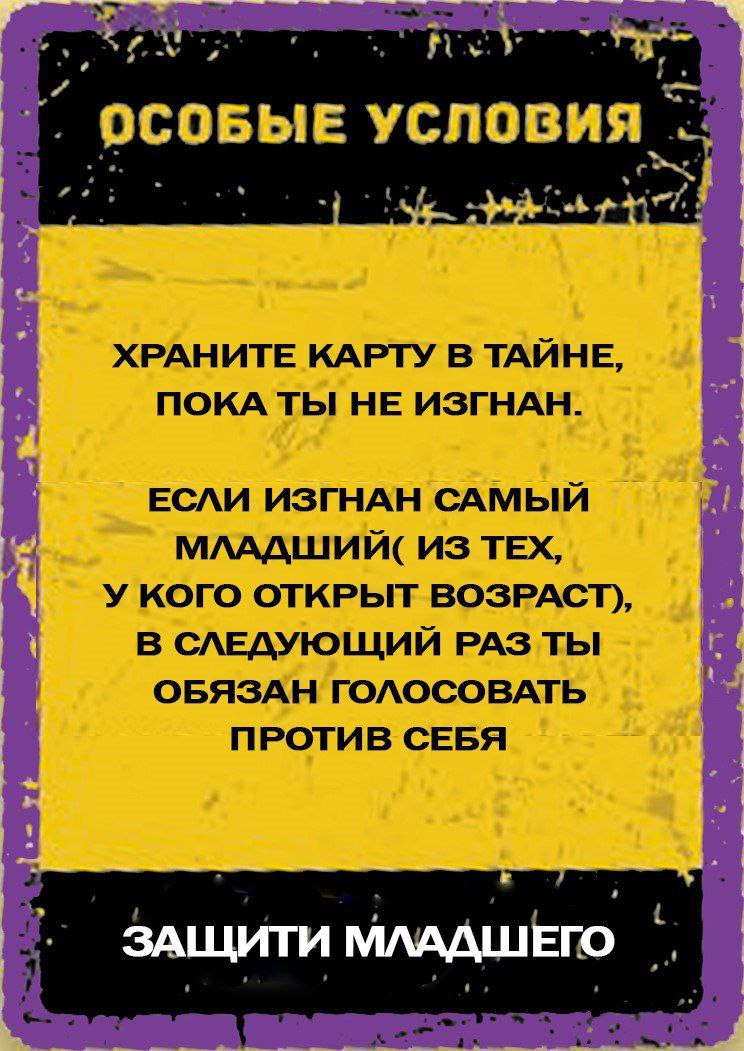 ОСОБЫЕ УСЛОВИЯ
ХРАНИТЕ КАРТУ В ТАЙНЕ,
ПОКА ТЫ НЕ ИЗГНАН.
ЕСЛИ ИЗГНАН САМЫЙ
МЛАДШИЙ( ИЗ ТЕХ,
У КОГО ОТКРЫТ ВОЗРАСТ),
В СЛЕДУЮЩИЙ РАЗ ТЫ
ОБЯЗАН ГОЛОСОВАТЬ
ПРОТИВ СЕБЯ
ЗАЩИТИ МЛАДШЕГО